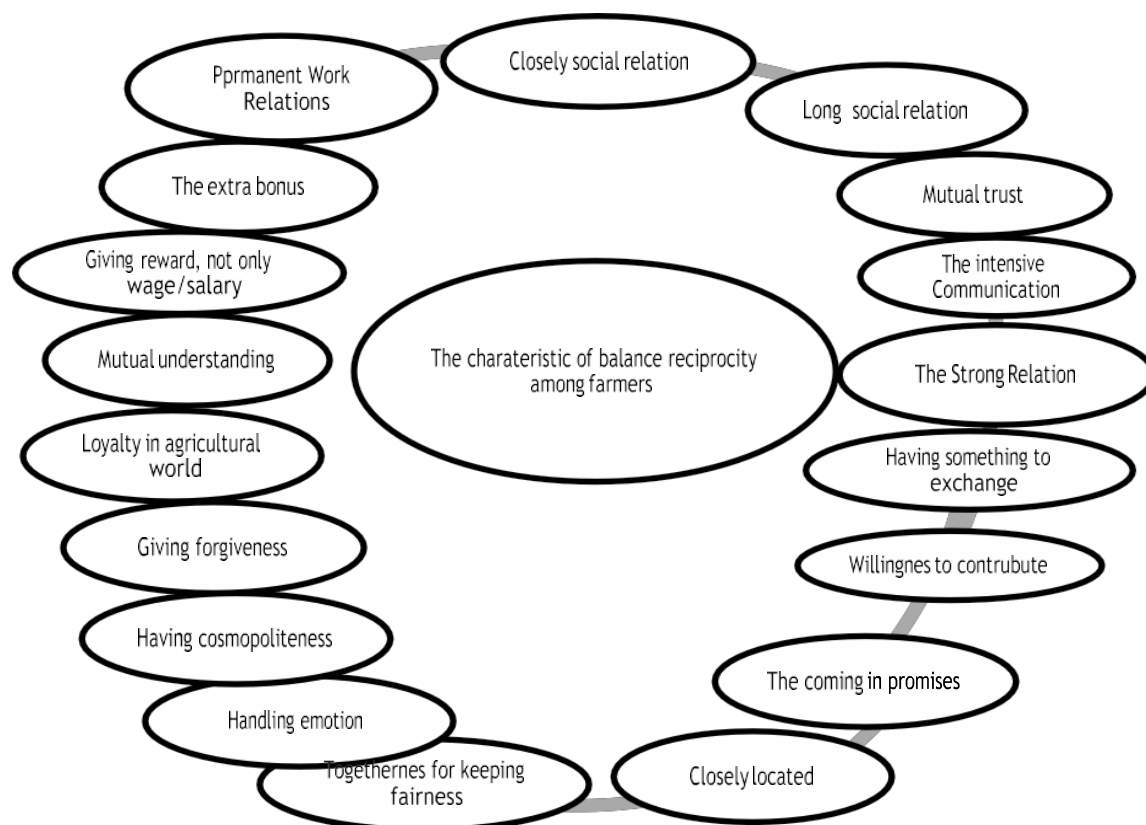 Closely social relation
Long social relation
Mutual trust
The intensive
Communication
The Strong Relation
Having something to
exchange
Willingnes to contrubute
The coming in promises
Closely located
Togethernes for keeping
fairness
Handling emotion
Having cosmopoliteness
Giving forgiveness
Loyalty in agricultural
world
Mutual understanding
Giving reward, not only
wage/salary
The extra bonus
Pprmanent Work
Relations
The charateristic of balance reciprocity
among farmers